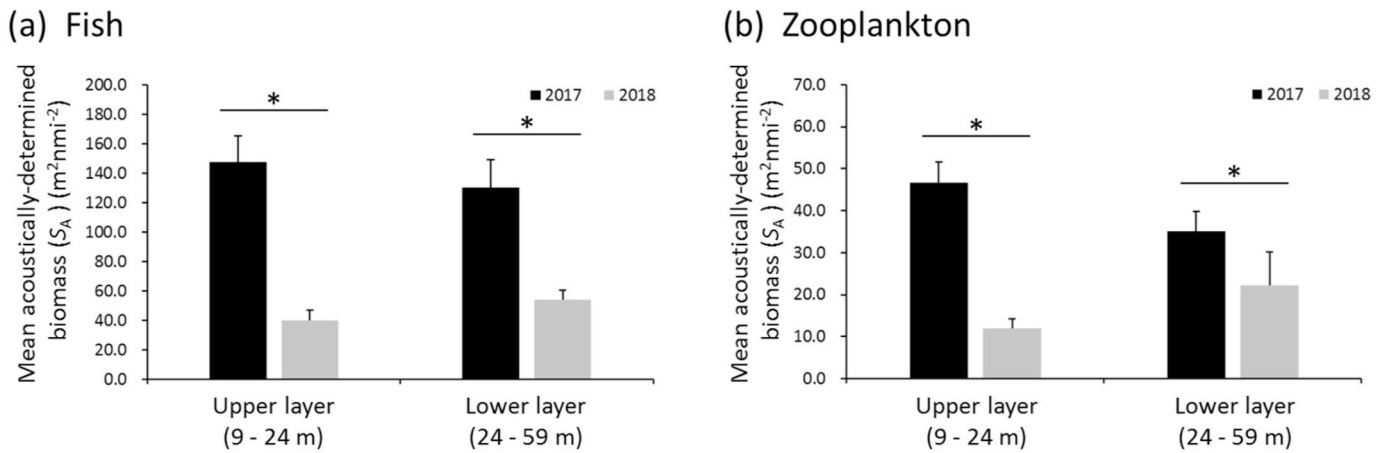 (a) Fish
Mean acoustically-determined
biomass (SA ) (m²nmi⁻²)
200.0
180.0
160.0
140.0
120.0
100.0
80.0
60.0
40.0
20.0
0.0
*
*
2017 2018
Upper layer
(9 - 24 m)
Lower layer
(24 - 59 m)
(b) Zooplankton
Mean acoustically-determined
biomass (SA ) (m²nmi⁻²)
70.0
60.0
50.0
40.0
30.0
20.0
10.0
0.0
*
*
2017 2018
Upper layer
(9 - 24 m)
Lower layer
(24 - 59 m)